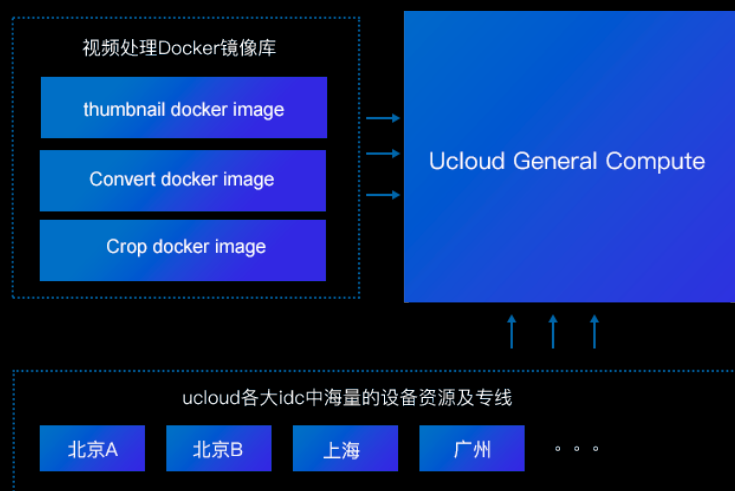 视频处理Docker镜像库
thumbnail docker image
Convert docker image
Crop docker image
Ucloud General Compute
ucloud各大idc中海量的设备资源及专线
北京A
北京B
上海
广州
。。。